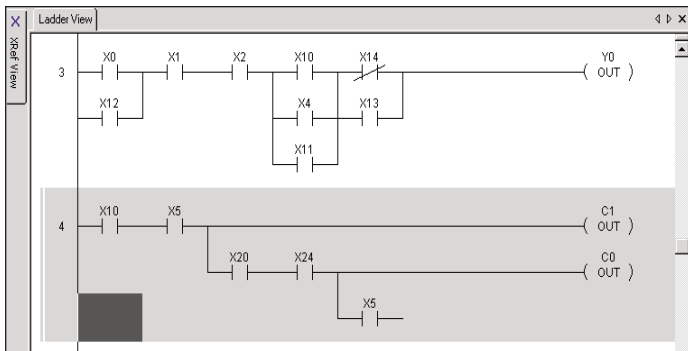 Ladder View
XRef View
X0 X1 X2 X10 X14 Y0
3 OUT
X12 X4 X13
X11
X10 X5 C1
4 OUT
X20 X24 C0
OUT
X5